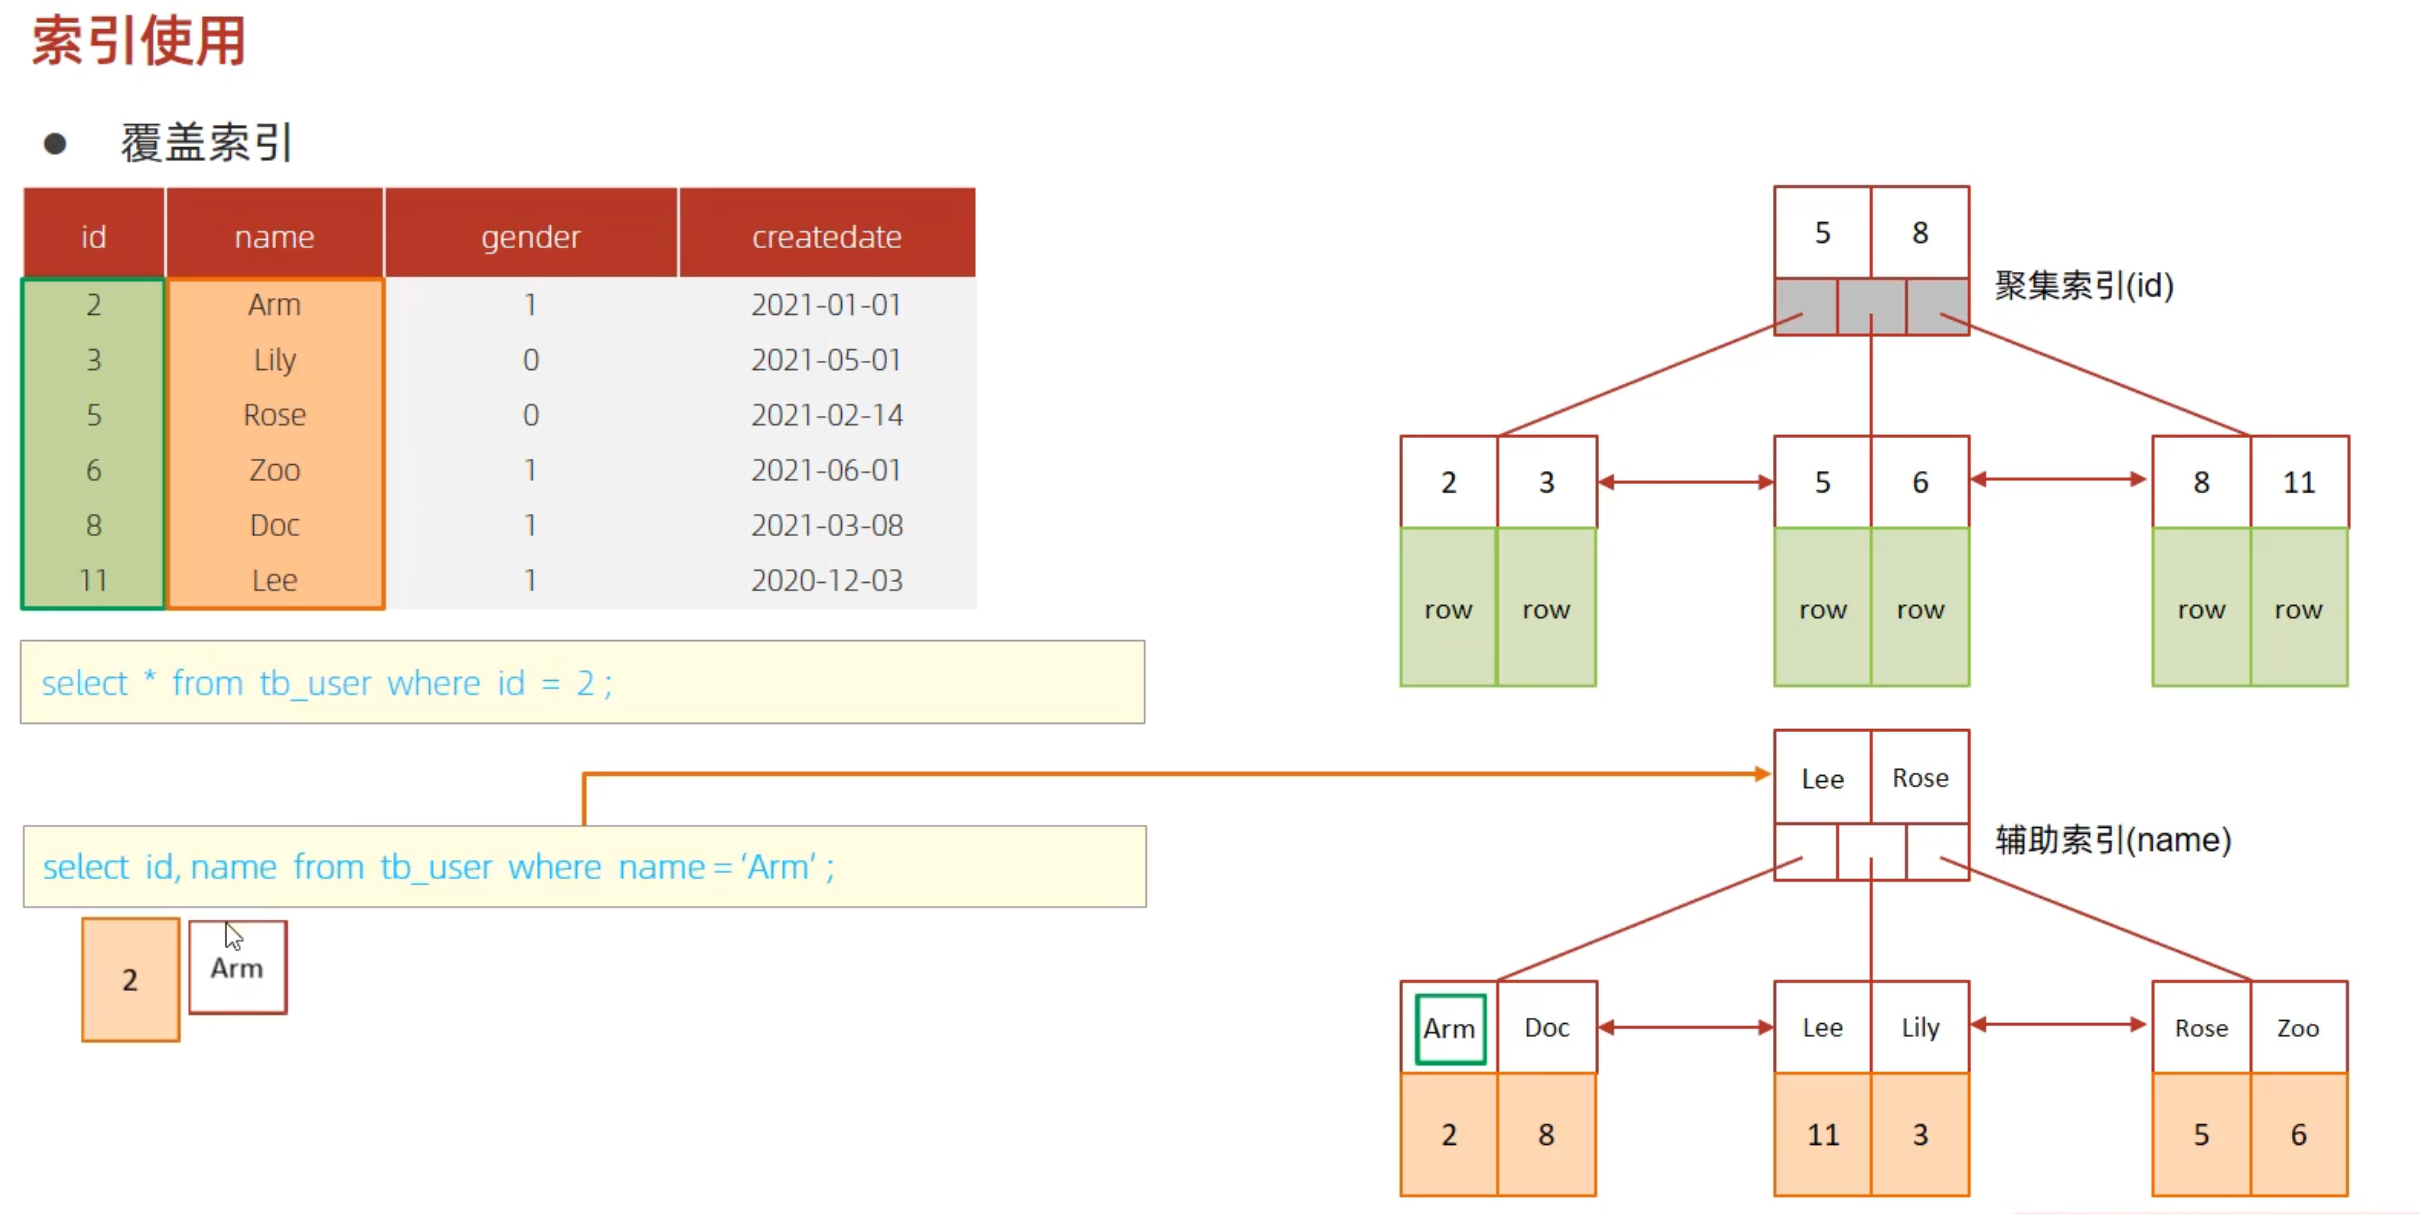 索引使用
● 覆盖索引
id name gender createdate
2 Arm 1 2021-01-01
3 Lily 0 2021-05-01
5 Rose 0 2021-02-14
6 Zoo 1 2021-06-01
8 Doc 1 2021-03-08
11 Lee 1 2020-12-03
select * from tb_user where id = 2 ;
select id, name from tb_user where name = ‘Arm’ ;
2 Arm
5 8
聚集索引(id)
2 3 5 6 8 11
row row row row row row
Lee Rose
辅助索引(name)
Arm Doc Lee Lily Rose Zoo
2 8 11 3 5 6